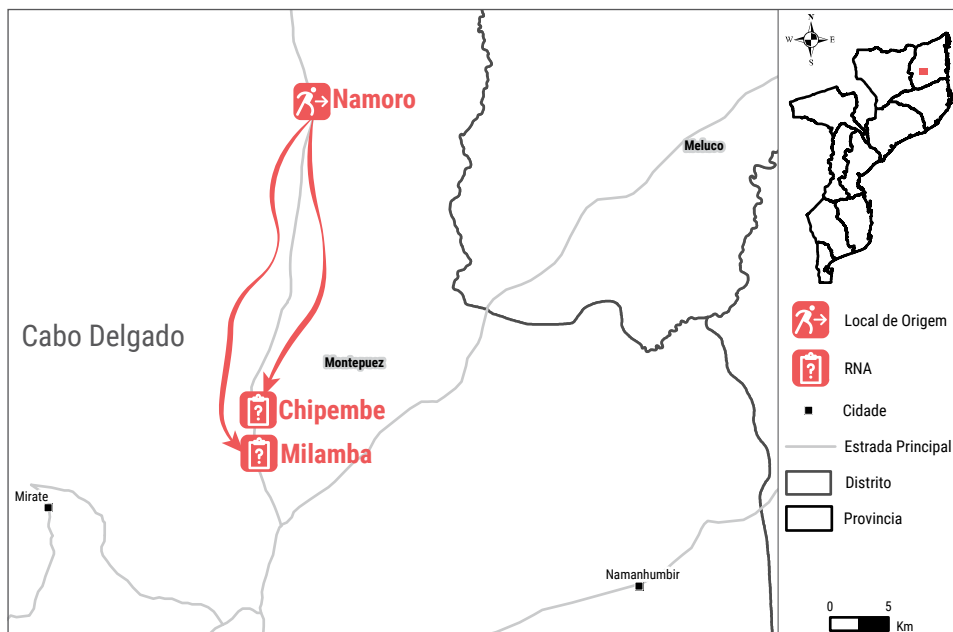 Namoro
Meluco
Cabo Delgado
Montepuez
Chipembe
Milamba
Mirate
Namanhumbir
N
W E
S
Local de Origem
RNA
Cidade
Estrada Principal
Distrito
Provincia
0 5
Km